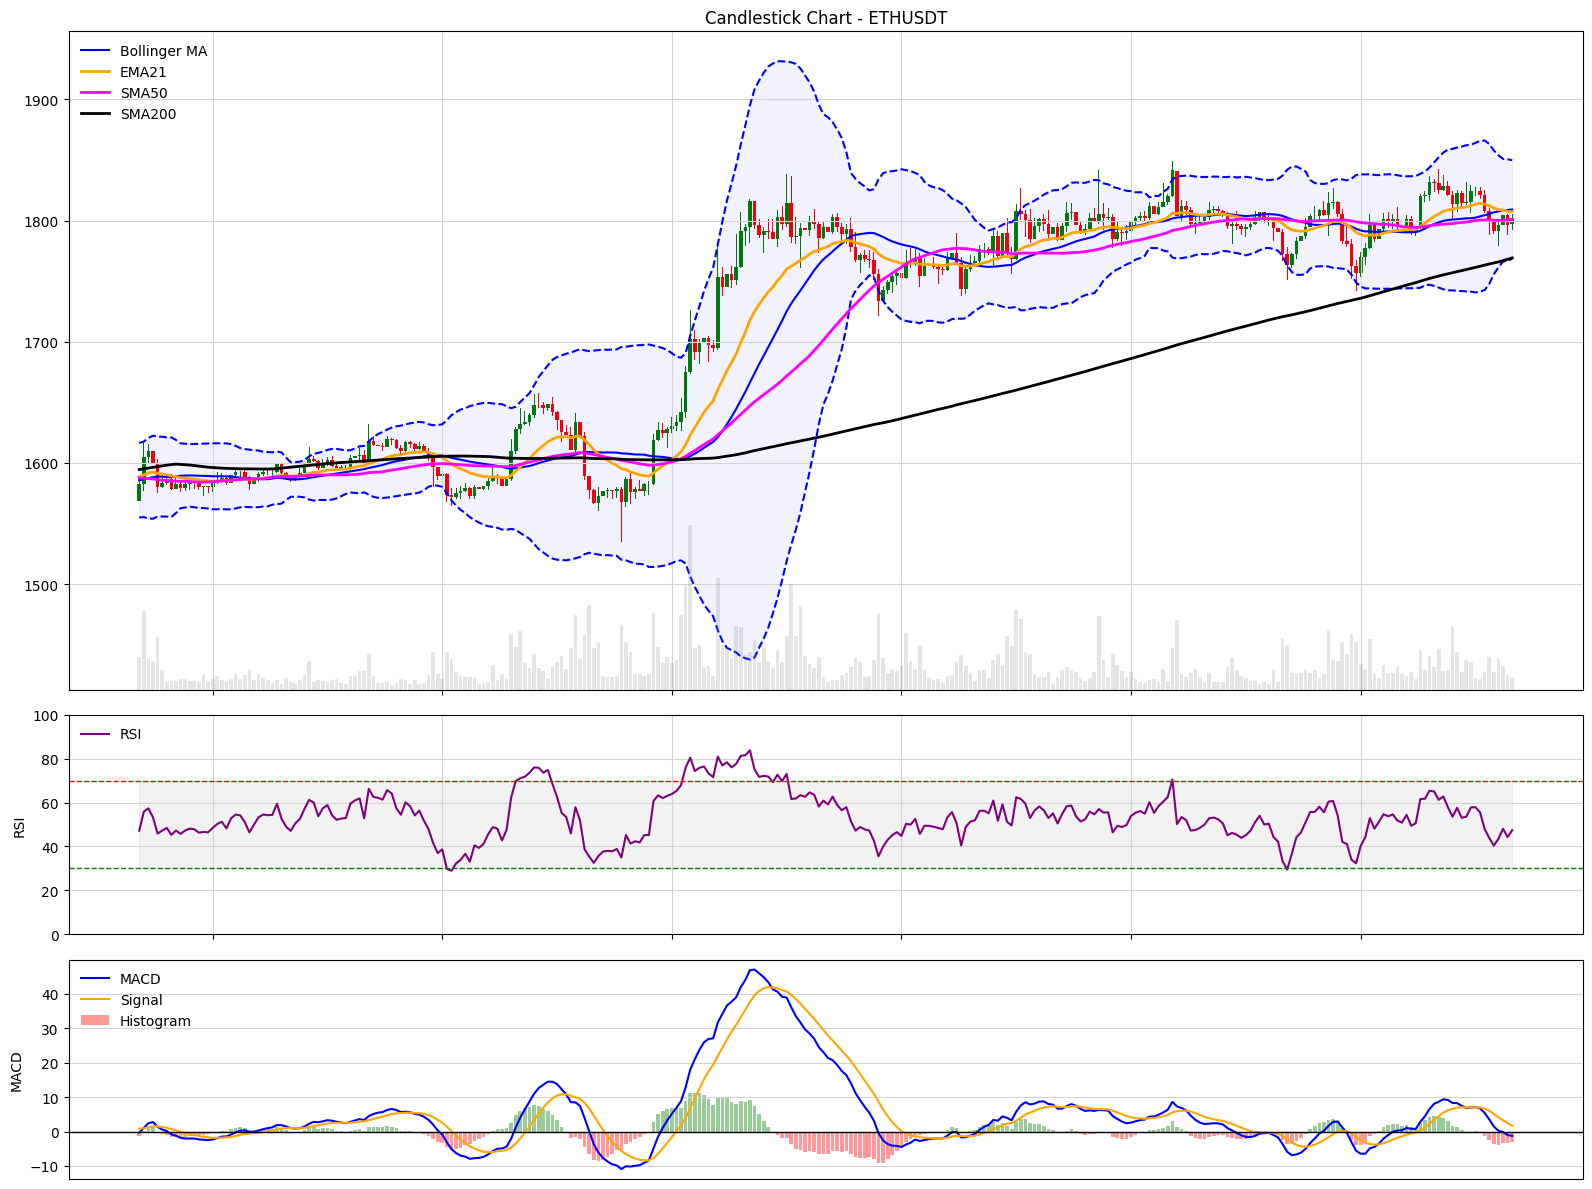 Candlestick Chart - ETHUSDT
Bollinger MA
EMA21
SMA50
SMA200
1900
1800
1700
1600
1500
100
80
60
40
20
0
RSI
RSI
40
30
20
10
0
−10
MACD
MACD
Signal
Histogram